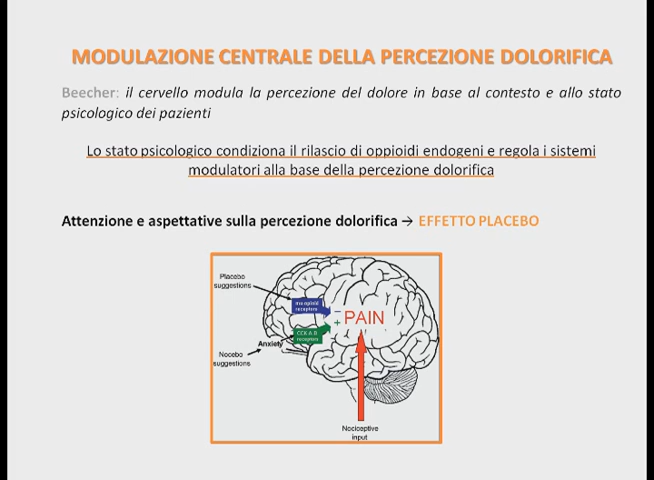 MODULAZIONE CENTRALE DELLA PERCEZIONE DOLORIFICA
Beecher: il cervello modula la percezione del dolore in base al contesto e allo stato
psicologico dei pazienti
Lo stato psicologico condiziona il rilascio di oppioidi endogeni e regola i sistemi
modulatori alla base della percezione dolorifica
Attenzione e aspettative sulla percezione dolorifica → EFFETTO PLACEBO
Placebo
suggestions
mu opioid
receptors
−
+
PAIN
CCK A B
receptors
Anxiety
Nocebo
suggestions
Nociceptive
input